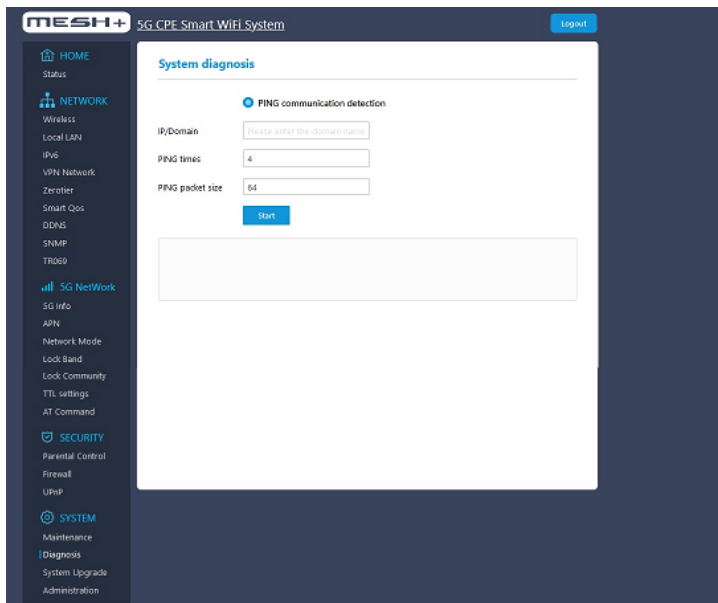 MESH+
5G CPE Smart WiFi System
Logout
HOME
Status
NETWORK
Wireless
Local LAN
IPv6
VPN Network
Zerotier
Smart Qos
DDNS
SNMP
TR069
5G NetWork
5G Info
APN
Network Mode
Lock Band
Lock Community
TTL settings
AT Command
SECURITY
Parental Control
Firewall
UPnP
SYSTEM
Maintenance
Diagnosis
System Upgrade
Administration
System diagnosis
PING communication detection
IP/Domain
Please enter the domain name
PING times
4
PING packet size
64
Start